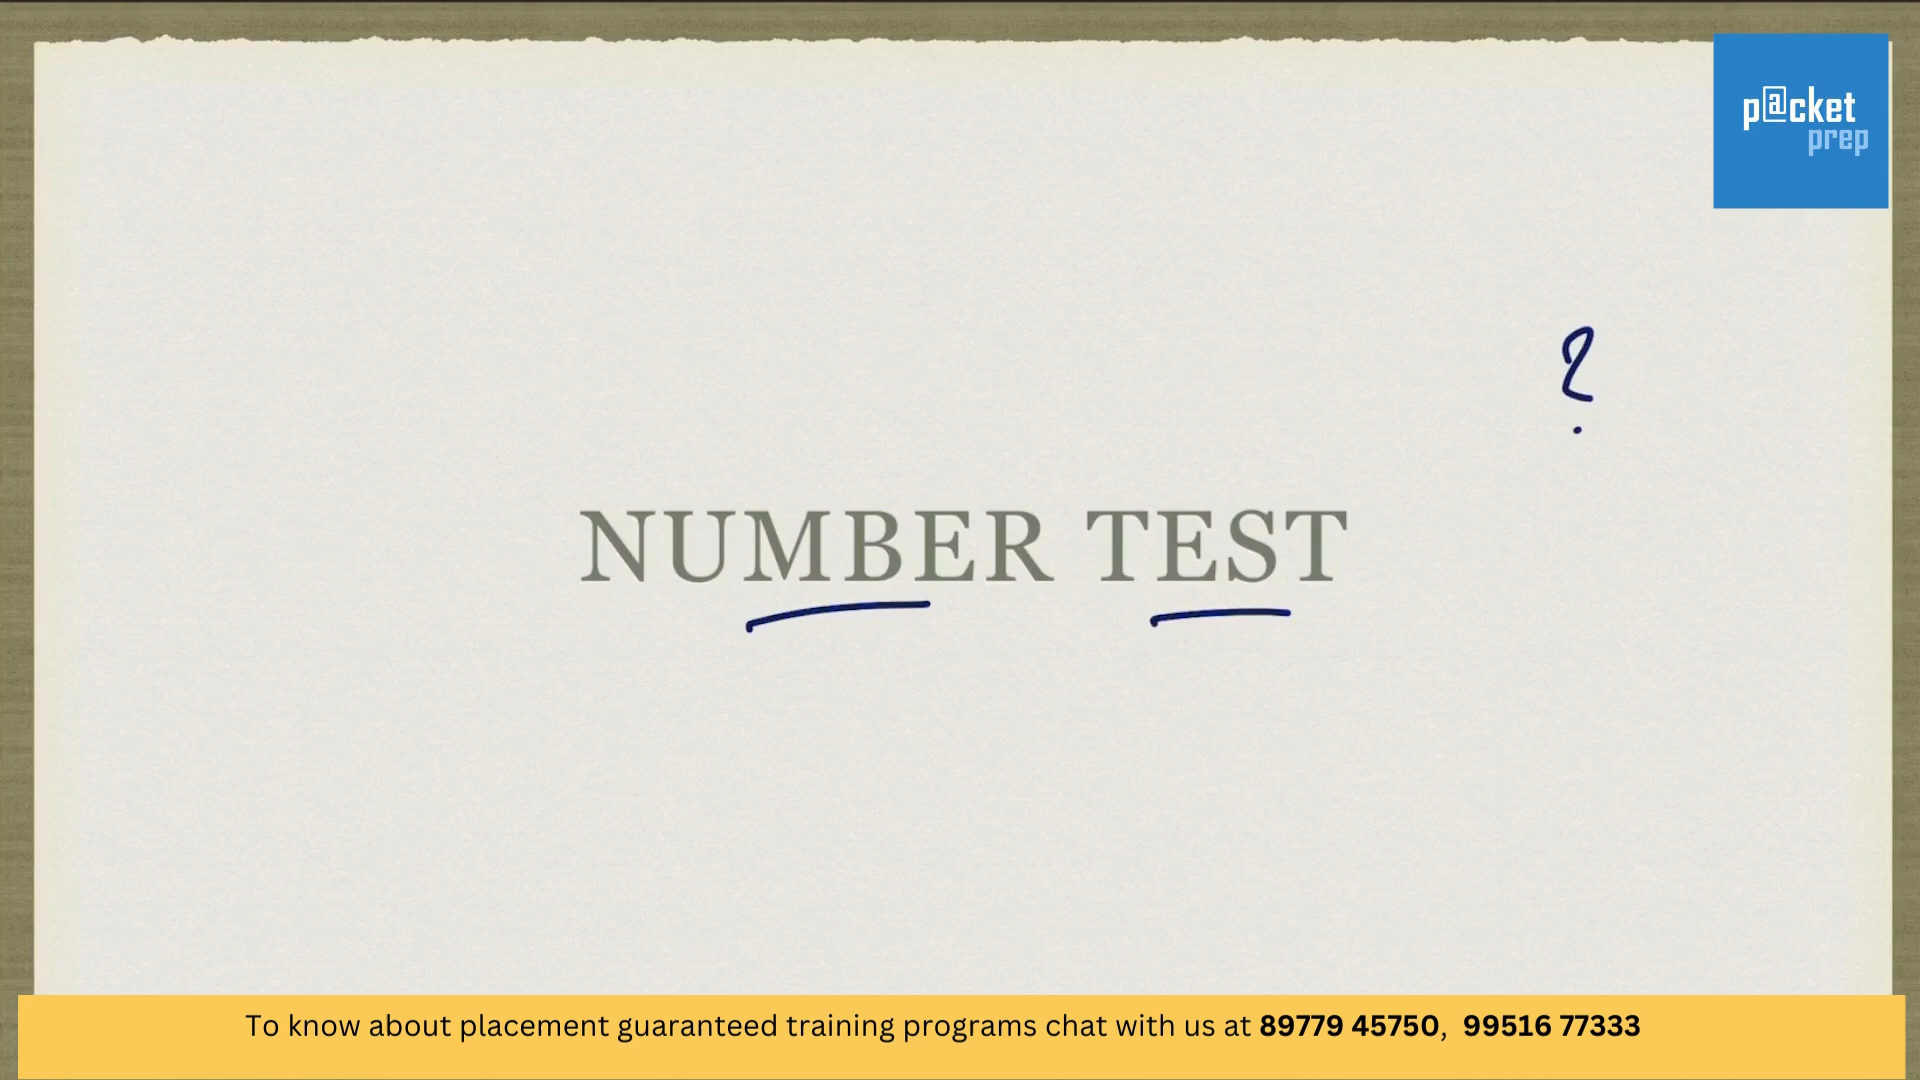 p@cket
prep
?
NUMBER TEST
To know about placement guaranteed training programs chat with us at 89779 45750, 99516 77333